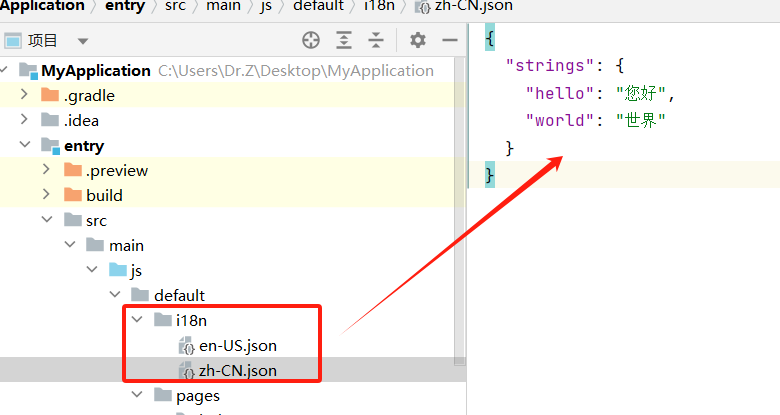 Application 〉 entry 〉 src 〉 main 〉 js 〉 default 〉 i18n 〉 zh-CN.json
项目
MyApplication C:\Users\Dr.Z\Desktop\MyApplication
.gradle
.idea
entry
.preview
build
src
main
js
default
i18n
en-US.json
zh-CN.json
pages
{
"strings": {
"hello": "您好",
"world": "世界"
}
}